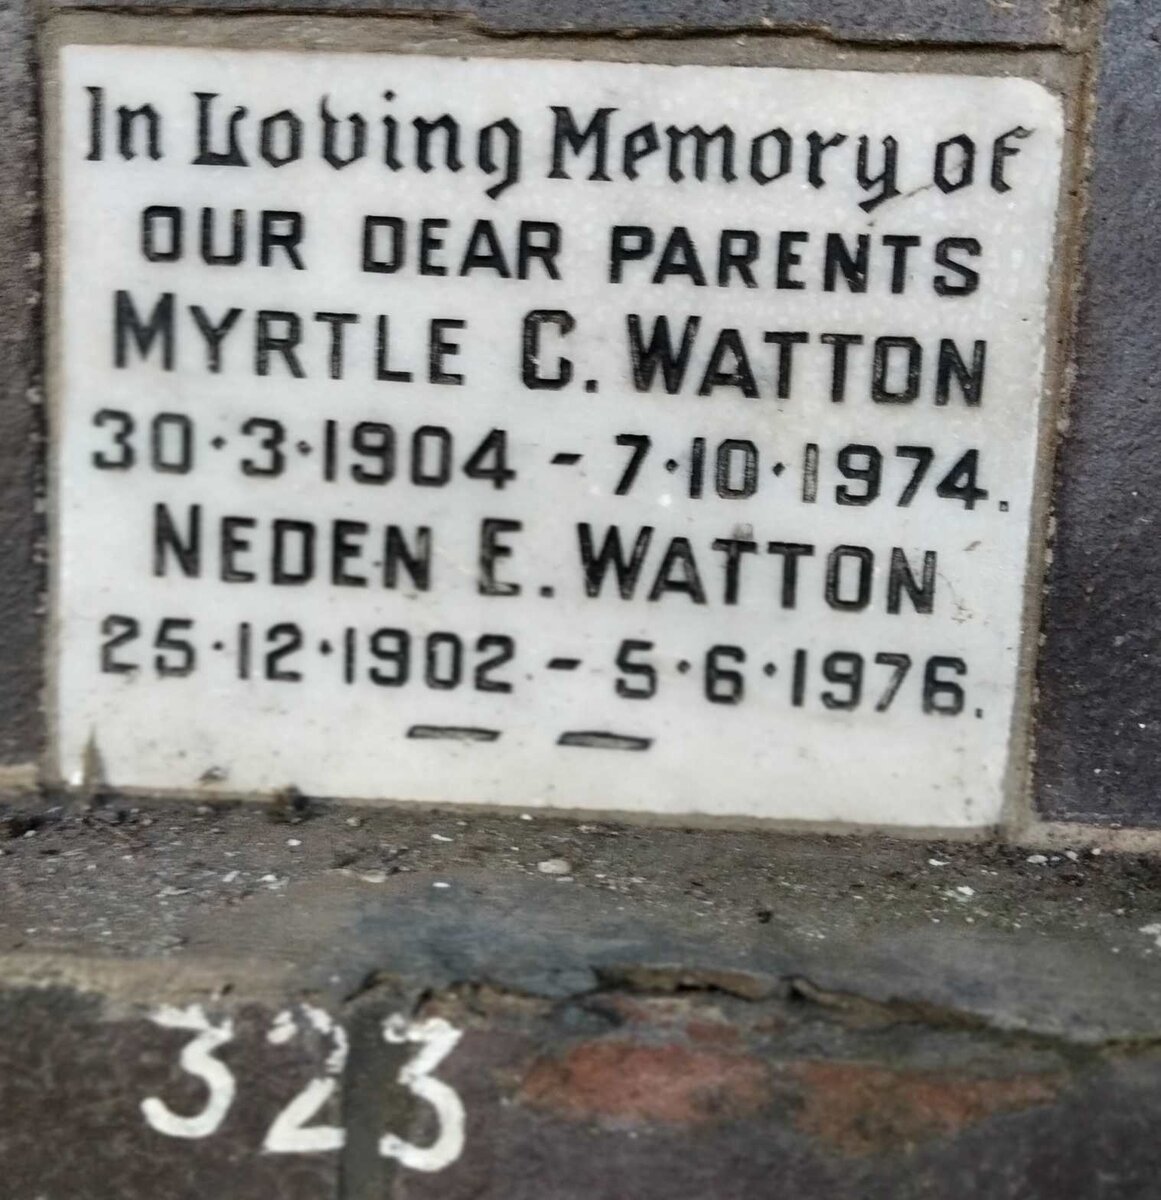 In Loving Memory of
OUR DEAR PARENTS
MYRTLE C. WATTON
30·3·1904 - 7·10·1974.
NEDEN E. WATTON
25·12·1902 - 5·6·1976.
323